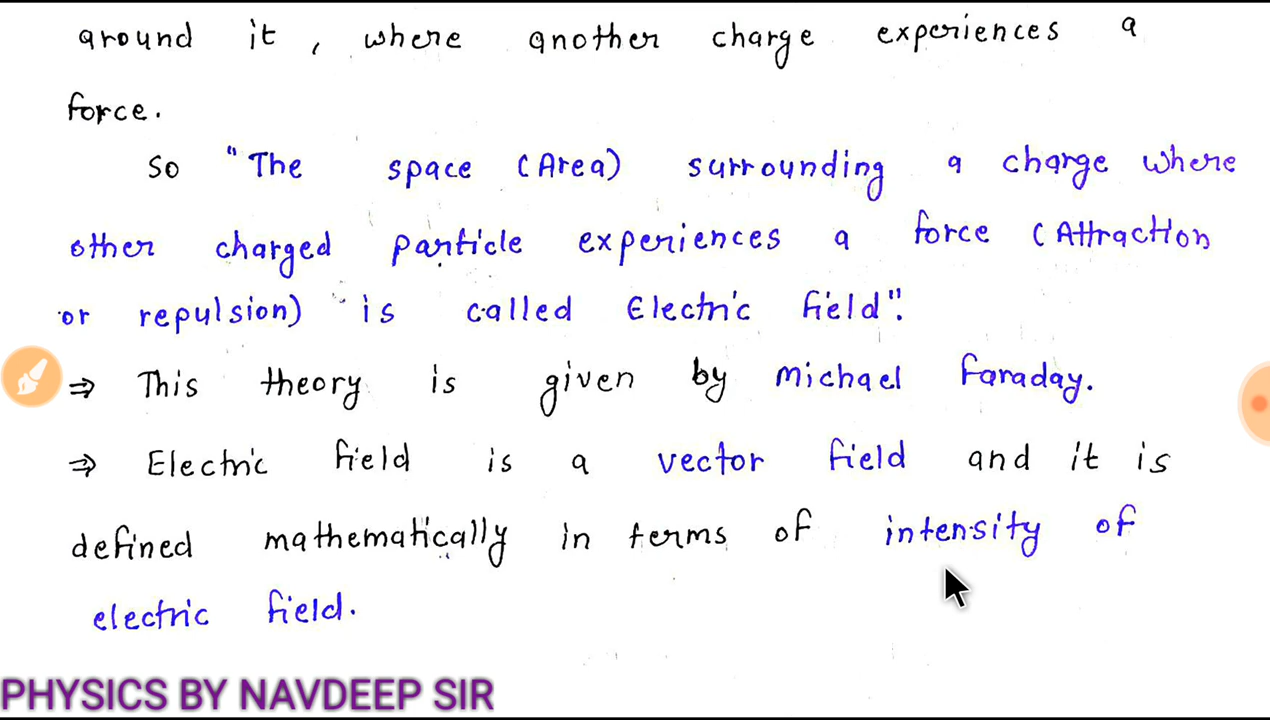 around it, where another charge experiences a
force.
So "The space (Area) surrounding a charge where
other charged particle experiences a force (Attraction
or repulsion) is called Electric field".
⇒ This theory is given by michael faraday.
⇒ Electric field is a vector field and it is
defined mathematically in terms of intensity of
electric field.
PHYSICS BY NAVDEEP SIR